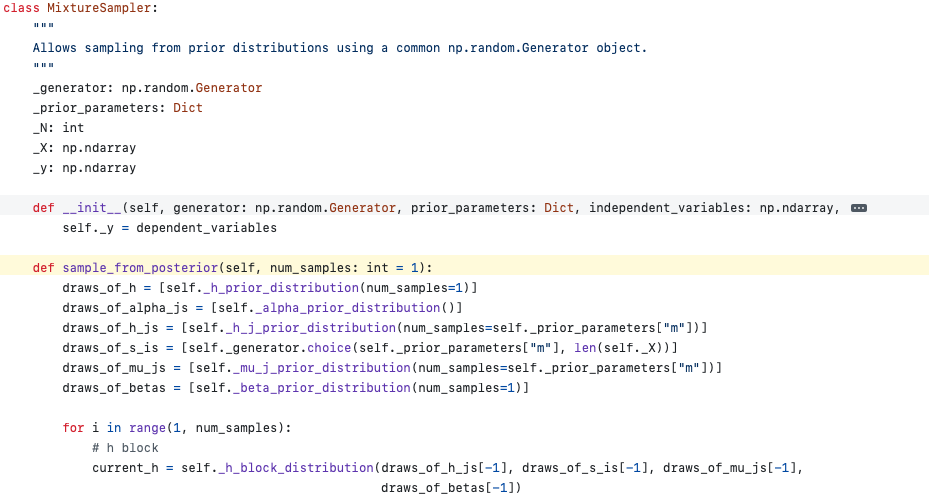 class MixtureSampler:
    """
    Allows sampling from prior distributions using a common np.random.Generator object.
    """
    _generator: np.random.Generator
    _prior_parameters: Dict
    _N: int
    _X: np.ndarray
    _y: np.ndarray

    def __init__(self, generator: np.random.Generator, prior_parameters: Dict, independent_variables: np.ndarray, ...
        self._y = dependent_variables

    def sample_from_posterior(self, num_samples: int = 1):
        draws_of_h = [self._h_prior_distribution(num_samples=1)]
        draws_of_alpha_js = [self._alpha_prior_distribution()]
        draws_of_h_js = [self._h_j_prior_distribution(num_samples=self._prior_parameters["m"])]
        draws_of_s_is = [self._generator.choice(self._prior_parameters["m"], len(self._X))]
        draws_of_mu_js = [self._mu_j_prior_distribution(num_samples=self._prior_parameters["m"])]
        draws_of_betas = [self._beta_prior_distribution(num_samples=1)]

        for i in range(1, num_samples):
            # h block
            current_h = self._h_block_distribution(draws_of_h_js[-1], draws_of_s_is[-1], draws_of_mu_js[-1],
                                                   draws_of_betas[-1])